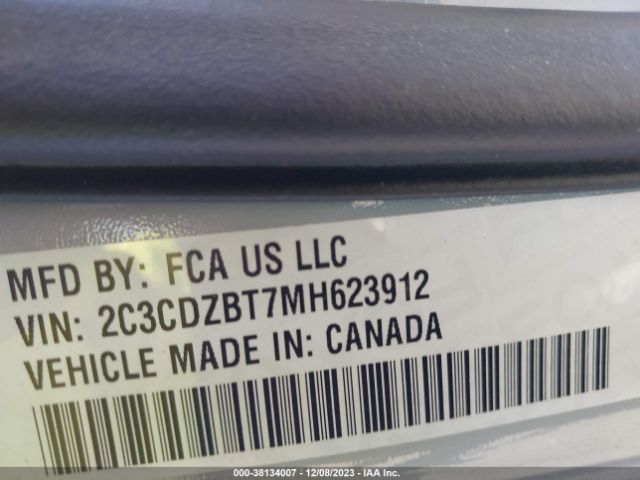 MFD BY: FCA US LLC
VIN: 2C3CDZBT7MH623912
VEHICLE MADE IN: CANADA
000-38134007 - 12/08/2023 - IAA Inc.